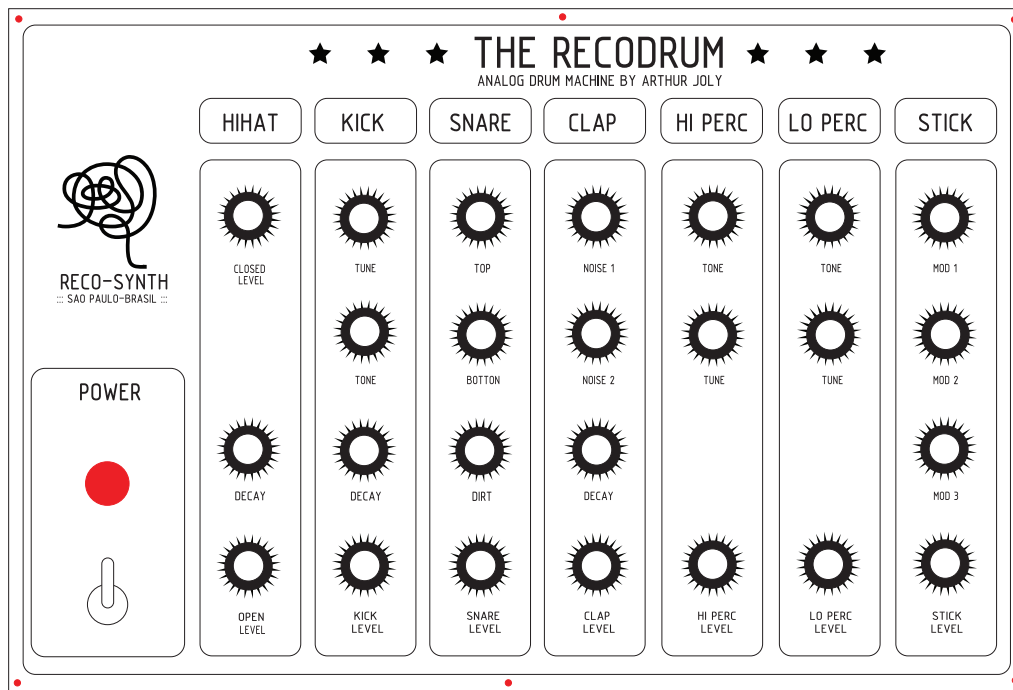 THE RECODRUM
ANALOG DRUM MACHINE BY ARTHUR JOLY
HIHAT
KICK
SNARE
CLAP
HI PERC
LO PERC
STICK
RECO-SYNTH
::: SAO PAULO-BRASIL :::
POWER
CLOSED
LEVEL
DECAY
OPEN
LEVEL
TUNE
TONE
DECAY
KICK
LEVEL
TOP
BOTTON
DIRT
SNARE
LEVEL
NOISE 1
NOISE 2
DECAY
CLAP
LEVEL
TONE
TUNE
HI PERC
LEVEL
TONE
TUNE
LO PERC
LEVEL
MOD 1
MOD 2
MOD 3
STICK
LEVEL